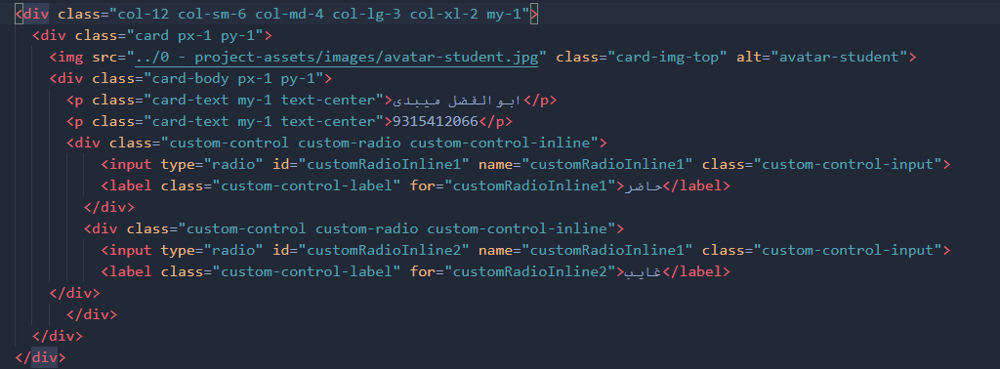 <div class="col-12 col-sm-6 col-md-4 col-lg-3 col-xl-2 my-1">
<div class="card px-1 py-1">
<img src="../0 - project-assets/images/avatar-student.jpg" class="card-img-top" alt="avatar-student">
<div class="card-body px-1 py-1">
<p class="card-text my-1 text-center">ابوالفضل میبدی</p>
<p class="card-text my-1 text-center">9315412066</p>
<div class="custom-control custom-radio custom-control-inline">
<input type="radio" id="customRadioInline1" name="customRadioInline1" class="custom-control-input">
<label class="custom-control-label" for="customRadioInline1">حاضر</label>
</div>
<div class="custom-control custom-radio custom-control-inline">
<input type="radio" id="customRadioInline2" name="customRadioInline1" class="custom-control-input">
<label class="custom-control-label" for="customRadioInline2">غایب</label>
</div>
</div>
</div>
</div>